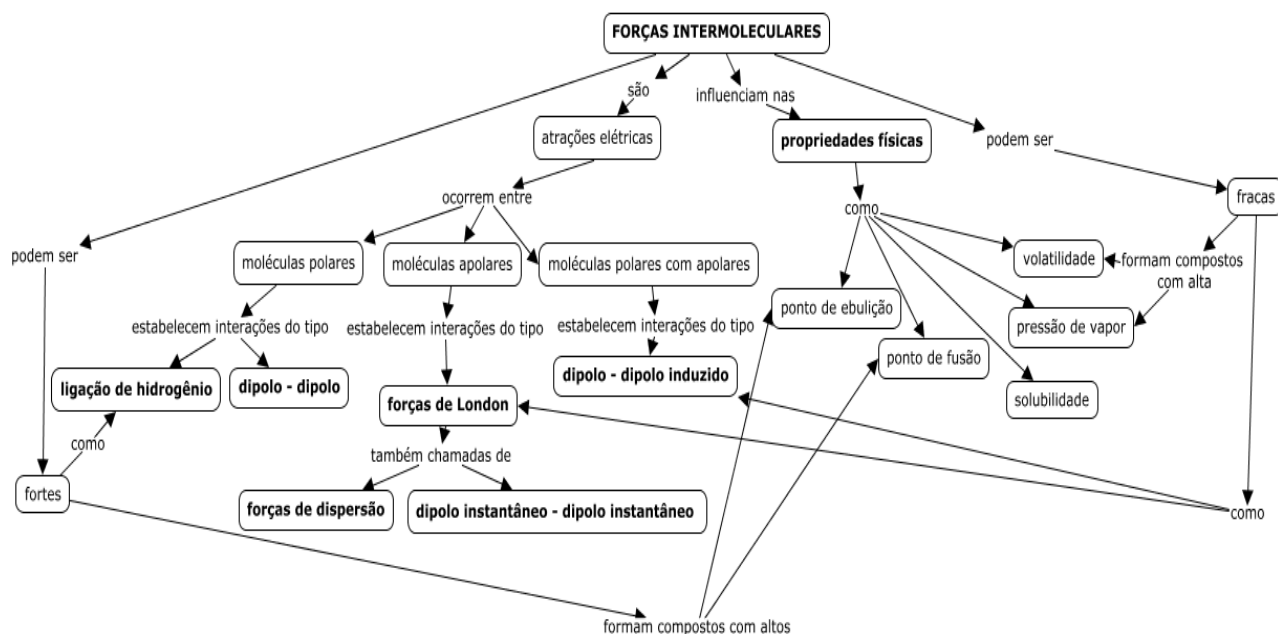 FORÇAS INTERMOLECULARES
são
influenciam nas
atrações elétricas
propriedades físicas
podem ser
ocorrem entre
como
fracas
podem ser
moléculas polares
moléculas apolares
moléculas polares com apolares
volatilidade
formam compostos
com alta
estabelecem interações do tipo
estabelecem interações do tipo
estabelecem interações do tipo
ponto de ebulição
pressão de vapor
ponto de fusão
ligação de hidrogênio
dipolo - dipolo
forças de London
dipolo - dipolo induzido
solubilidade
como
também chamadas de
fortes
forças de dispersão
dipolo instantâneo - dipolo instantâneo
como
formam compostos com altos